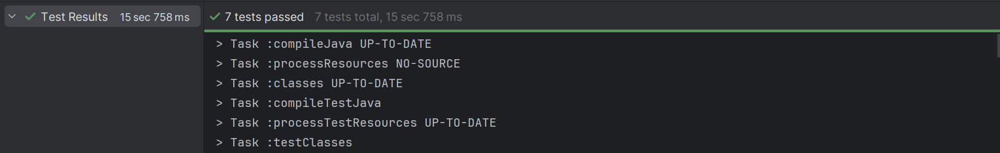 Test Results 15 sec 758 ms
7 tests passed 7 tests total, 15 sec 758 ms
> Task :compileJava UP-TO-DATE
> Task :processResources NO-SOURCE
> Task :classes UP-TO-DATE
> Task :compileTestJava
> Task :processTestResources UP-TO-DATE
> Task :testClasses